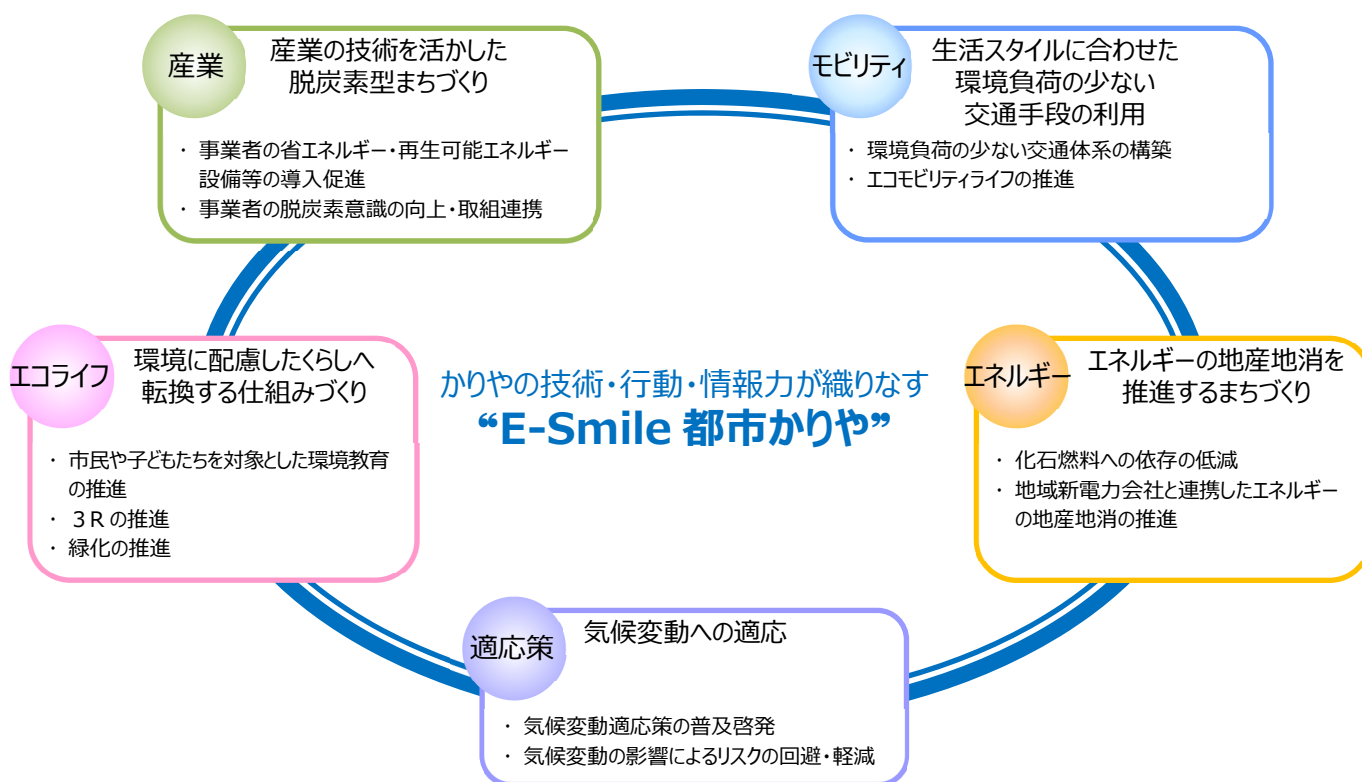 産業
産業の技術を活かした
脱炭素型まちづくり
・ 事業者の省エネルギー・再生可能エネルギー
設備等の導入促進
・ 事業者の脱炭素意識の向上・取組連携
モビリティ
生活スタイルに合わせた
環境負荷の少ない
交通手段の利用
・ 環境負荷の少ない交通体系の構築
・ エコモビリティライフの推進
エコライフ
環境に配慮したくらしへ
転換する仕組みづくり
・ 市民や子どもたちを対象とした環境教育
の推進
・ ３Ｒの推進
・ 緑化の推進
かりやの技術・行動・情報力が織りなす
“E-Smile 都市かりや”
エネルギー
エネルギーの地産地消を
推進するまちづくり
・ 化石燃料への依存の低減
・ 地域新電力会社と連携したエネルギー
の地産地消の推進
適応策
気候変動への適応
・ 気候変動適応策の普及啓発
・ 気候変動の影響によるリスクの回避・軽減